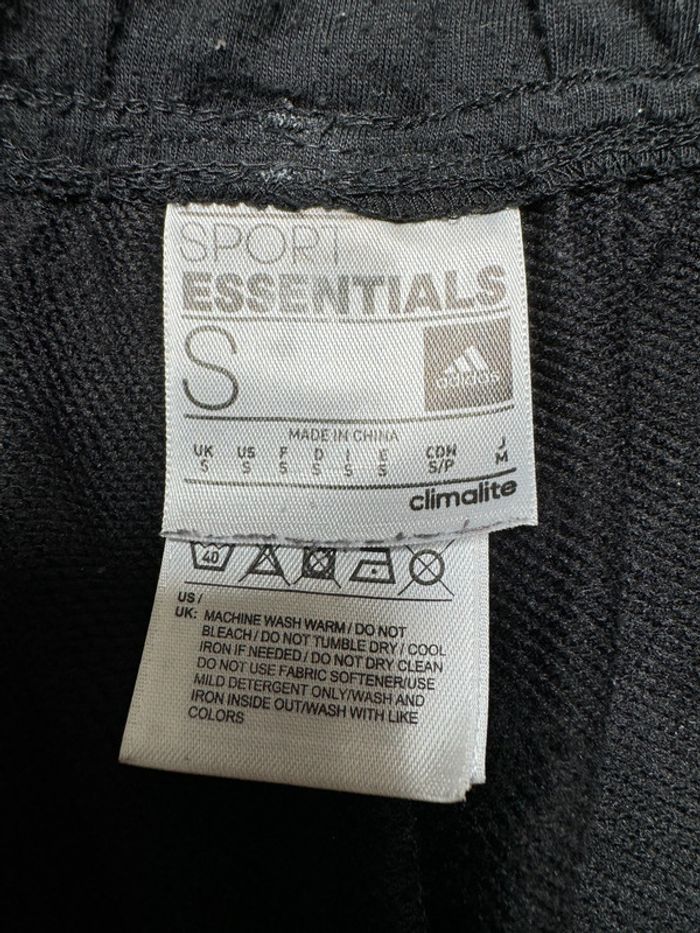 SPORT
ESSENTIALS
S
adidas
MADE IN CHINA
UK US F D I E CDN J
S S S S S S S/P M
climalite
40
US /
UK: MACHINE WASH WARM / DO NOT
BLEACH / DO NOT TUMBLE DRY / COOL
IRON IF NEEDED / DO NOT DRY CLEAN
DO NOT USE FABRIC SOFTENER/USE
MILD DETERGENT ONLY/WASH AND
IRON INSIDE OUT/WASH WITH LIKE
COLORS